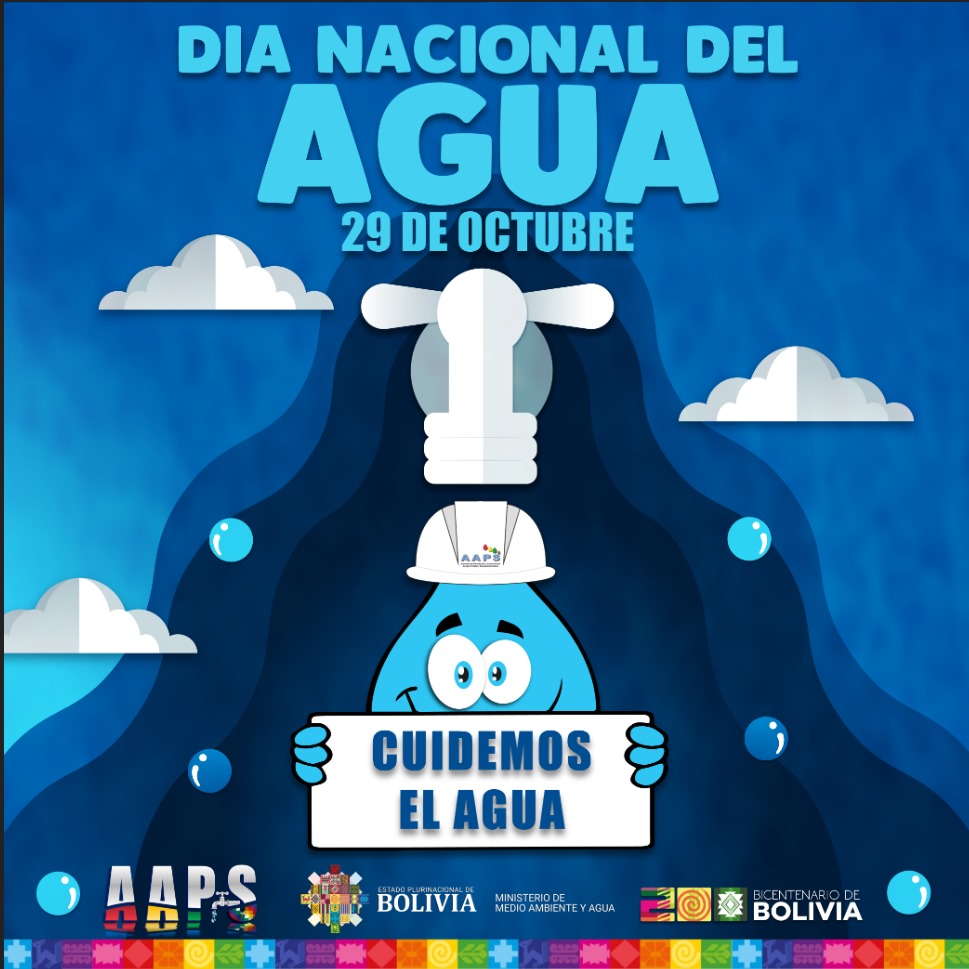 DIA NACIONAL DEL
AGUA
29 DE OCTUBRE
AAPS
CUIDEMOS
EL AGUA
AAPS
ESTADO PLURINACIONAL DE
BOLIVIA
MINISTERIO DE
MEDIO AMBIENTE Y AGUA
200
BICENTENARIO DE
BOLIVIA